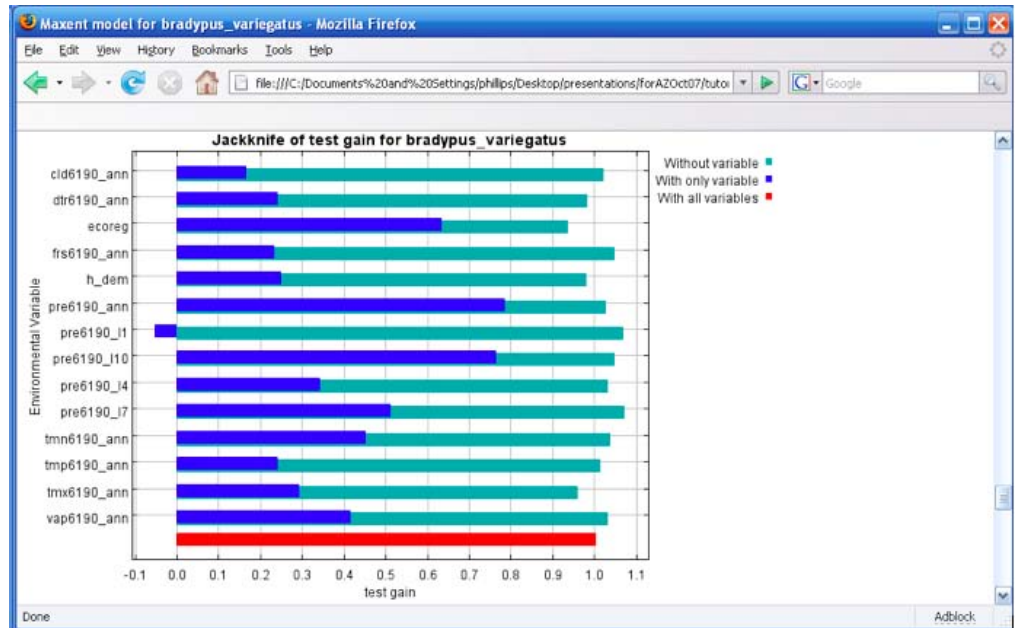 Maxent model for bradypus_variegatus - Mozilla Firefox
File Edit View History Bookmarks Tools Help
file:///C:/Documents%20and%20Settings/phillips/Desktop/presentations/forAZOct07/tutoi
Google
Jackknife of test gain for bradypus_variegatus
Without variable
With only variable
With all variables
Environmental Variable
cld6190_ann
dtr6190_ann
ecoreg
frs6190_ann
h_dem
pre6190_ann
pre6190_l1
pre6190_l10
pre6190_l4
pre6190_l7
tmn6190_ann
tmp6190_ann
tmx6190_ann
vap6190_ann
-0.1 0.0 0.1 0.2 0.3 0.4 0.5 0.6 0.7 0.8 0.9 1.0 1.1
test gain
Done Adblock